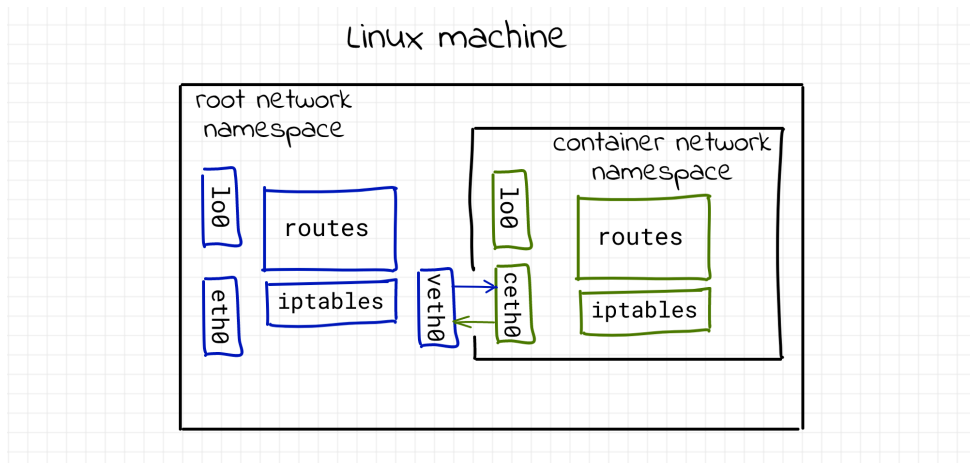 Linux machine
root network
namespace
container network
namespace
lo0
routes
lo0
routes
eth0
iptables
veth0
ceth0
iptables